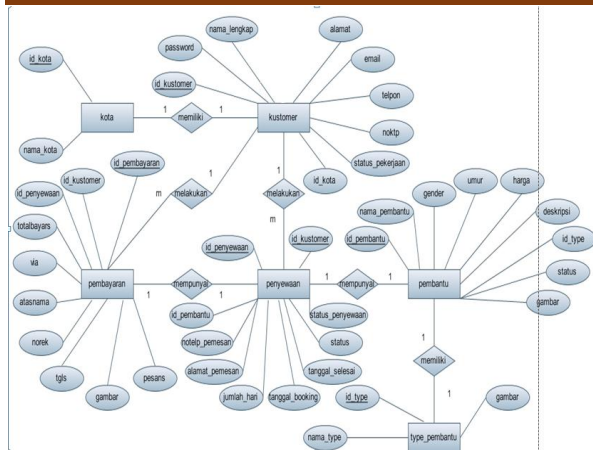 nama_lengkap
alamat
password
email
id_kota
id_kustomer
telpon
kota
1
memiliki
1
kustomer
noktp
nama_kota
id_pembayaran
status_pekerjaan
id_kustomer
1
1
id_kota
umur
harga
id_penyewaan
m
melakukan
melakukan
gender
nama_pembantu
deskripsi
m
totalbayars
id_penyewaan
id_kustomer
id_pembantu
id_type
via
status
pembayaran
mempunyai
penyewaan
1
mempunyai
1
pembantu
1
1
atasnama
id_pembantu
status_penyewaan
gambar
norek
notelp_pemesan
status
1
memiliki
tgls
pesans
alamat_pemesan
tanggal_selesai
gambar
jumlah_hari
tanggal_booking
id_type
1
gambar
nama_type
type_pembantu